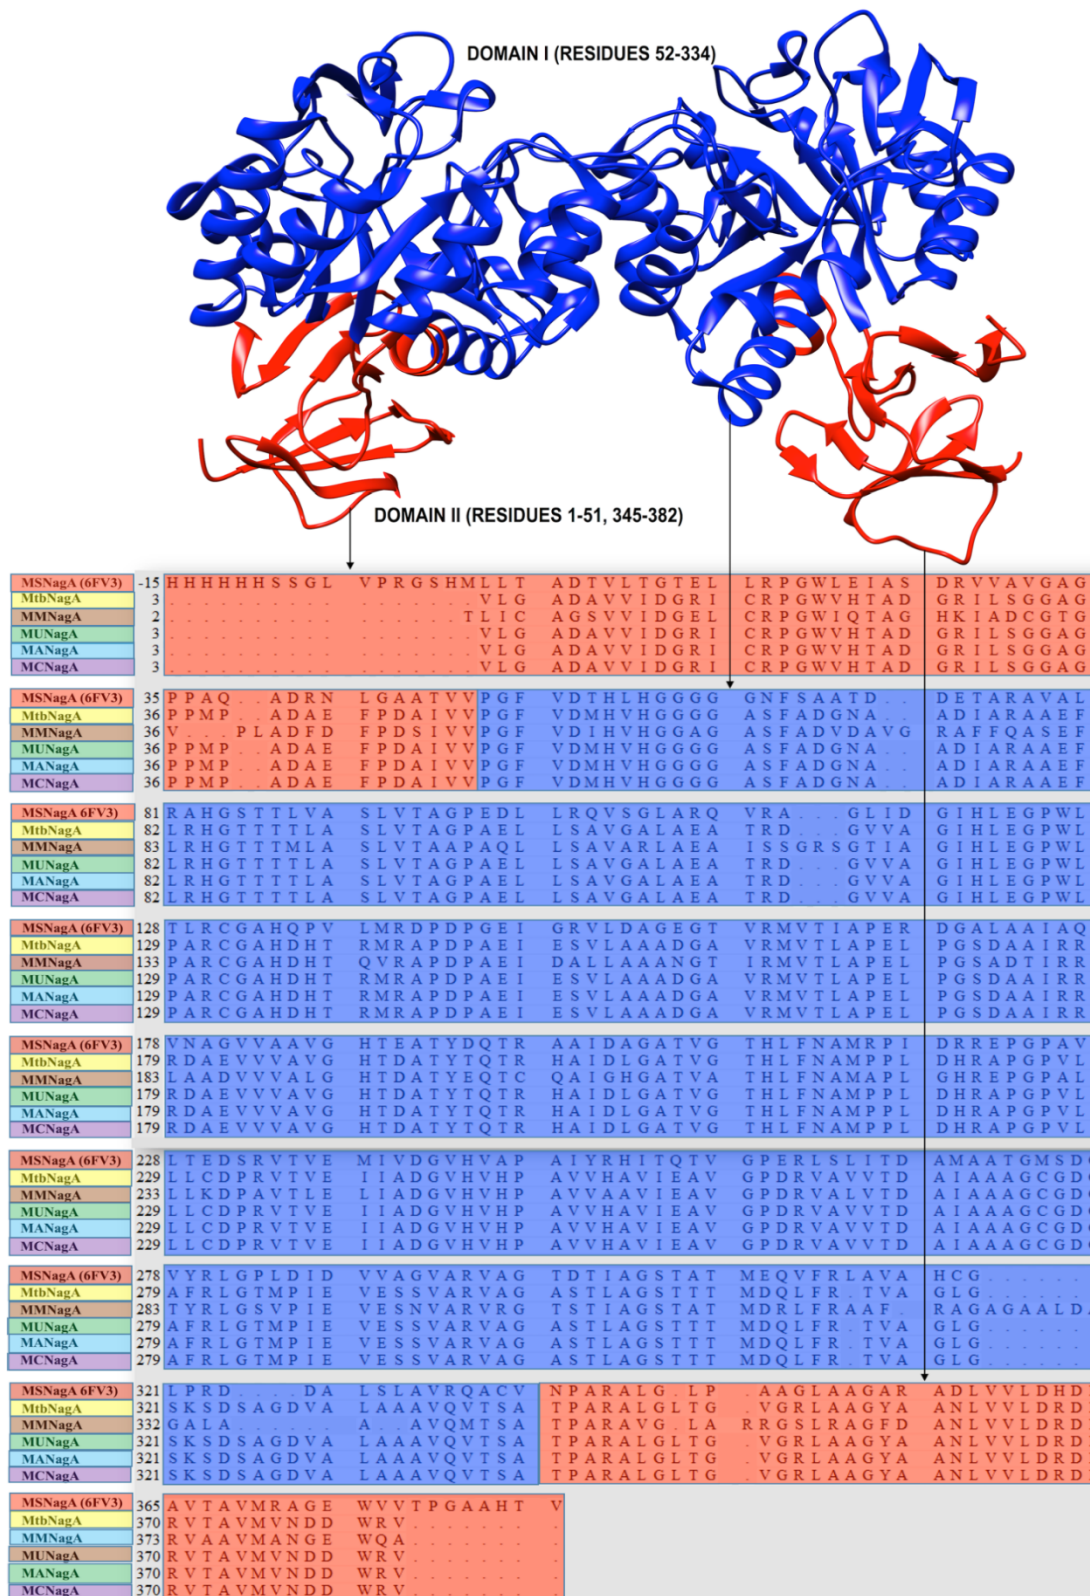 DOMAIN I (RESIDUES 52-334)
DOMAIN II (RESIDUES 1-51, 345-382)
MSNagA (6FV3) -15 HHHHHHSSGL VPRGSHMLLT ADTVLTGTEL LRPGWLEIAS DRVVAVGAG
MtbNagA 3 . . . . . . . . . . . . . . . . . VLG ADAVVIDGRI CRPGWVHTAD GRILSGGAG
MMNagA 2 . . . . . . . . . . . . . . . . TLIC AGSVVIDGEL CRPGWIQTAG HKIADCGTG
MUNagA 3 . . . . . . . . . . . . . . . . . VLG ADAVVIDGRI CRPGWVHTAD GRILSGGAG
MANagA 3 . . . . . . . . . . . . . . . . . VLG ADAVVIDGRI CRPGWVHTAD GRILSGGAG
MCNagA 3 . . . . . . . . . . . . . . . . . VLG ADAVVIDGRI CRPGWVHTAD GRILSGGAG
MSNagA (6FV3) 35 PPAQ . . ADRN LGAATVVPGF VDTHLHGGGG GNFSAATD . . DETARAVAL
MtbNagA 36 PPMP . . ADAE FPDAIVVPGF VDMHVHGGGG ASFADGNA . . ADIARAAEF
MMNagA 36 V . . . PLADFD FPDSIVVPGF VDIHVHGGAG ASFADVDAVG RAFFQASEF
MUNagA 36 PPMP . . ADAE FPDAIVVPGF VDMHVHGGGG ASFADGNA . . ADIARAAEF
MANagA 36 PPMP . . ADAE FPDAIVVPGF VDMHVHGGGG ASFADGNA . . ADIARAAEF
MCNagA 36 PPMP . . ADAE FPDAIVVPGF VDMHVHGGGG ASFADGNA . . ADIARAAEF
MSNagA 6FV3) 81 RAHGSTTLVA SLVTAGPEDL LRQVSGLARQ VRA . . . GLID GIHLEGPWL
MtbNagA 82 LRHGTTTTLA SLVTAGPAEL LSAVGALAEA TRD . . . GVVA GIHLEGPWL
MMNagA 82 LRHGTTTMLA SLVTAAPAQL LSAVARLAEA ISSGRSGTIA GIHLEGPWL
MUNagA 82 LRHGTTTTLA SLVTAGPAEL LSAVGALAEA TRD . . . GVVA GIHLEGPWL
MANagA 82 LRHGTTTTLA SLVTAGPAEL LSAVGALAEA TRD . . . GVVA GIHLEGPWL
MCNagA 82 LRHGTTTTLA SLVTAGPAEL LSAVGALAEA TRD . . . GVVA GIHLEGPWL
MSNagA (6FV3) 128 TLRCGAHQPV LMRDPDPGEI GRVLDAGEGT VRMVTIAPER DGALAAIAQ
MtbNagA 129 PARCGAHDHT RMRAPDPAEI ESVLAAADGA VRMVTLAPEL PGSDAAIRR
MMNagA 133 PARCGAHDHT QVRAPDPAEI DALLAAANGT IRMVTLAPEL PGSADTIRR
MUNagA 129 PARCGAHDHT RMRAPDPAEI ESVLAAADGA VRMVTLAPEL PGSDAAIRR
MANagA 129 PARCGAHDHT RMRAPDPAEI ESVLAAADGA VRMVTLAPEL PGSDAAIRR
MCNagA 129 PARCGAHDHT RMRAPDPAEI ESVLAAADGA VRMVTLAPEL PGSDAAIRR
MSNagA (6FV3) 178 VNAGVVAAVG HTEATYDQTR AAIDAGATVG THLFNAMRPI DRREPGPAV
MtbNagA 179 RDAEVVVAVG HTDATYTQTR HAIDLGATVG THLFNAMPPL DHRAPGPVL
MMNagA 183 LAADVVVALG HTDATYEQTC QAIGHGATVA THLFNAMAPL GHREPGPAL
MUNagA 179 RDAEVVVAVG HTDATYTQTR HAIDLGATVG THLFNAMPPL DHRAPGPVL
MANagA 179 RDAEVVVAVG HTDATYTQTR HAIDLGATVG THLFNAMPPL DHRAPGPVL
MCNagA 179 RDAEVVVAVG HTDATYTQTR HAIDLGATVG THLFNAMPPL DHRAPGPVL
MSNagA (6FV3) 228 LTEDSRVTVE MIVDGVHVAP AIYRHITQTV GPERLSLITD AMAATGMSD
MtbNagA 229 LLCDPRVTVE IIADGVHVHP AVVHAVIEAV GPDRVAVVTD AIAAAGCGD
MMNagA 233 LLKDPAVTLE LIADGVHVHP AVVAAVIEAV GPDRVALVTD AIAAAGCGD
MUNagA 229 LLCDPRVTVE IIADGVHVHP AVVHAVIEAV GPDRVAVVTD AIAAAGCGD
MANagA 229 LLCDPRVTVE IIADGVHVHP AVVHAVIEAV GPDRVAVVTD AIAAAGCGD
MCNagA 229 LLCDPRVTVE IIADGVHVHP AVVHAVIEAV GPDRVAVVTD AIAAAGCGD
MSNagA (6FV3) 278 VYRLGPLDID VVAGVARVAG TDTIAGSTAT MEQVFRLAVA HCG . . . . . .
MtbNagA 279 AFRLGTMPIE VESSVARVAG ASTLAGSTTT MDQLFR . TVA GLG . . . . . .
MMNagA 283 TYRLGSVPIE VESNVARVRG TSTIAGSTAT MDRLFRAAF . RAGAGAALD
MUNagA 279 AFRLGTMPIE VESSVARVAG ASTLAGSTTT MDQLFR . TVA GLG . . . . . .
MANagA 279 AFRLGTMPIE VESSVARVAG ASTLAGSTTT MDQLFR . TVA GLG . . . . . .
MCNagA 279 AFRLGTMPIE VESSVARVAG ASTLAGSTTT MDQLFR . TVA GLG . . . . . .
MSNagA 6FV3) 321 LPRD . . . . DA LSLAVRQACV NPARALG . LP . AAGLAAGAR ADLVVLDHD
MtbNagA 321 SKSDSAGDVA LAAAVQVTSA TPARALGLTG . VGRLAAGYA ANLVVLDRD
MMNagA 332 GALA . . . . . A . . AVQMTSA TPARAVG . LA RRGSLRAGFD ANLVVLDRD
MUNagA 321 SKSDSAGDVA LAAAVQVTSA TPARALGLTG . VGRLAAGYA ANLVVLDRD
MANagA 321 SKSDSAGDVA LAAAVQVTSA TPARALGLTG . VGRLAAGYA ANLVVLDRD
MCNagA 321 SKSDSAGDVA LAAAVQVTSA TPARALGLTG . VGRLAAGYA ANLVVLDRD
MSNagA (6FV3) 365 AVTAVMRAGE WVVTPGAAHT V
MtbNagA 370 RVTAVMVNDD WRV . . . . . . . .
MMNagA 373 RVAAVMANGE WQA . . . . . . . .
MUNagA 370 RVTAVMVNDD WRV . . . . . . . .
MANagA 370 RVTAVMVNDD WRV . . . . . . . .
MCNagA 370 RVTAVMVNDD WRV . . . . . . . .